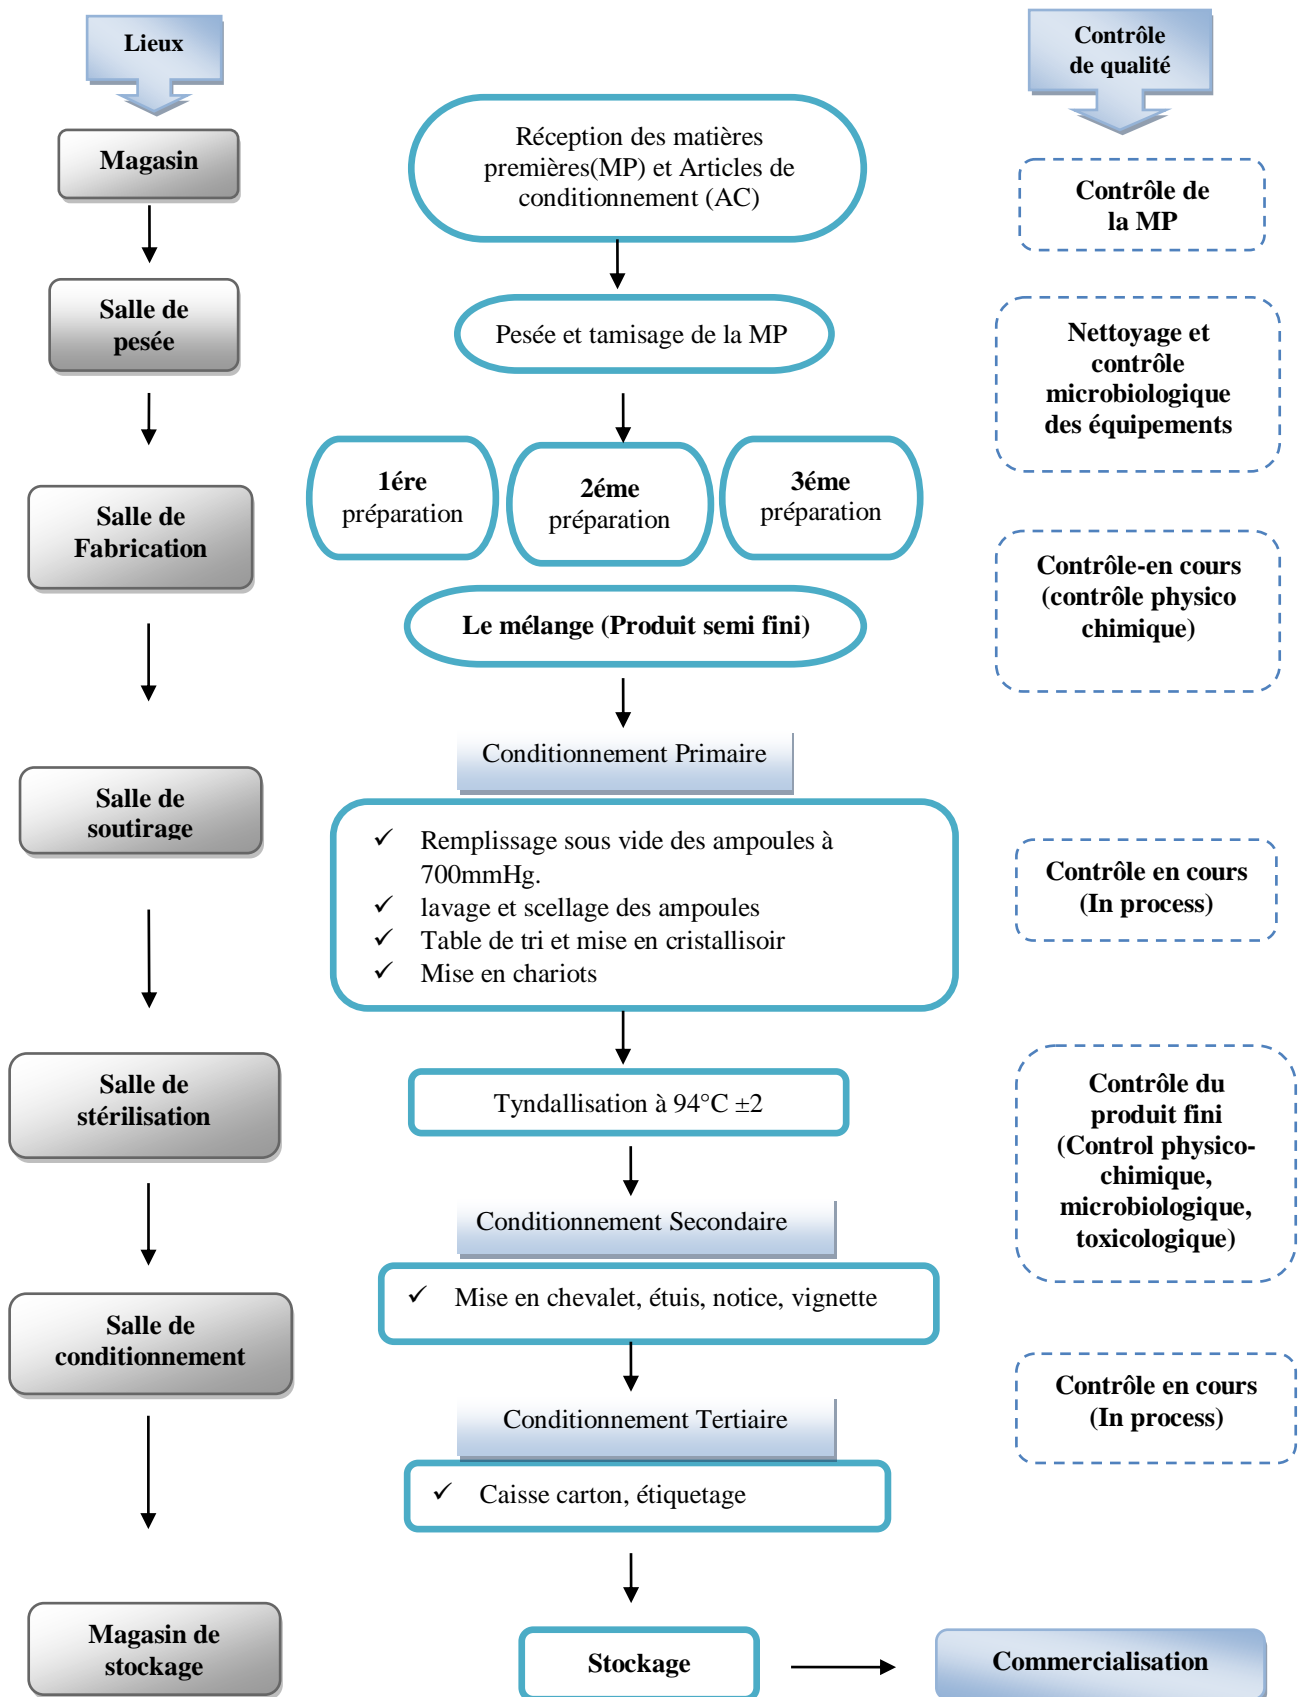 Lieux
Contrôle
de qualité
Magasin
Réception des matières
premières(MP) et Articles de
conditionnement (AC)
Contrôle de
la MP
Salle de
pesée
Pesée et tamisage de la MP
Nettoyage et
contrôle
microbiologique
des équipements
Salle de
Fabrication
1ére
préparation
2éme
préparation
3éme
préparation
Contrôle-en cours
(contrôle physico
chimique)
Le mélange (Produit semi fini)
Conditionnement Primaire
Salle de
soutirage
✓ Remplissage sous vide des ampoules à
700mmHg.
✓ lavage et scellage des ampoules
✓ Table de tri et mise en cristallisoir
✓ Mise en chariots
Contrôle en cours
(In process)
Salle de
stérilisation
Tyndallisation à 94°C ±2
Contrôle du
produit fini
(Control physico-
chimique,
microbiologique,
toxicologique)
Conditionnement Secondaire
✓ Mise en chevalet, étuis, notice, vignette
Salle de
conditionnement
Contrôle en cours
(In process)
Conditionnement Tertiaire
✓ Caisse carton, étiquetage
Magasin de
stockage
Stockage
Commercialisation